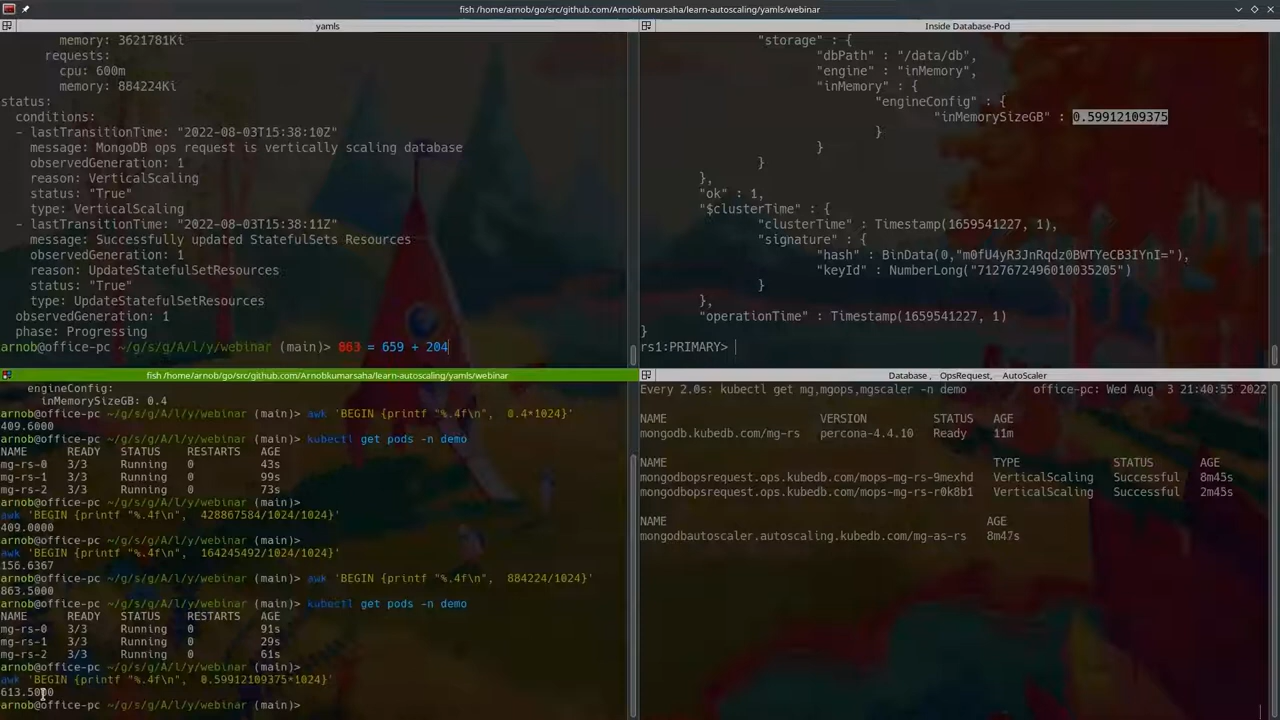 fish /home/arnob/go/src/github.com/Arnobkumarsaha/learn-autoscaling/yamls/webinar
yamls
memory: 3621781Ki
requests:
cpu: 600m
memory: 884224Ki
status:
conditions:
- lastTransitionTime: "2022-08-03T15:38:10Z"
message: MongoDB ops request is vertically scaling database
observedGeneration: 1
reason: VerticalScaling
status: "True"
type: VerticalScaling
- lastTransitionTime: "2022-08-03T15:38:11Z"
message: Successfully updated StatefulSets Resources
observedGeneration: 1
reason: UpdateStatefulSetResources
status: "True"
type: UpdateStatefulSetResources
observedGeneration: 1
phase: Progressing
arnob@office-pc ~/g/s/g/A/l/y/webinar (main)> 863 = 659 + 204
Inside Database-Pod
"storage" : {
"dbPath" : "/data/db",
"engine" : "inMemory",
"inMemory" : {
"engineConfig" : {
"inMemorySizeGB" : 0.59912109375
}
}
}
},
"ok" : 1,
"$clusterTime" : {
"clusterTime" : Timestamp(1659541227, 1),
"signature" : {
"hash" : BinData(0,"m0fU4yR3JnRqdz0BWTYeCB3IYnI="),
"keyId" : NumberLong("7127672496010035205")
}
},
"operationTime" : Timestamp(1659541227, 1)
}
rs1:PRIMARY>
fish /home/arnob/go/src/github.com/Arnobkumarsaha/learn-autoscaling/yamls/webinar
engineConfig:
inMemorySizeGB: 0.4
arnob@office-pc ~/g/s/g/A/l/y/webinar (main)> awk 'BEGIN {printf "%.4f\n", 0.4*1024}'
409.6000
arnob@office-pc ~/g/s/g/A/l/y/webinar (main)> kubectl get pods -n demo
NAME READY STATUS RESTARTS AGE
mg-rs-0 3/3 Running 0 43s
mg-rs-1 3/3 Running 0 99s
mg-rs-2 3/3 Running 0 73s
arnob@office-pc ~/g/s/g/A/l/y/webinar (main)>
awk 'BEGIN {printf "%.4f\n", 428867584/1024/1024}'
409.0000
arnob@office-pc ~/g/s/g/A/l/y/webinar (main)>
awk 'BEGIN {printf "%.4f\n", 164245492/1024/1024}'
156.6367
arnob@office-pc ~/g/s/g/A/l/y/webinar (main)> awk 'BEGIN {printf "%.4f\n", 884224/1024}'
863.5000
arnob@office-pc ~/g/s/g/A/l/y/webinar (main)> kubectl get pods -n demo
NAME READY STATUS RESTARTS AGE
mg-rs-0 3/3 Running 0 91s
mg-rs-1 3/3 Running 0 29s
mg-rs-2 3/3 Running 0 61s
arnob@office-pc ~/g/s/g/A/l/y/webinar (main)>
awk 'BEGIN {printf "%.4f\n", 0.59912109375*1024}'
613.5000
arnob@office-pc ~/g/s/g/A/l/y/webinar (main)>
Database , OpsRequest, AutoScaler
Every 2.0s: kubectl get mg,mgops,mgscaler -n demo office-pc: Wed Aug 3 21:40:55 2022
NAME VERSION STATUS AGE
mongodb.kubedb.com/mg-rs percona-4.4.10 Ready 11m
NAME TYPE STATUS AGE
mongodbopsrequest.ops.kubedb.com/mops-mg-rs-9mexhd VerticalScaling Successful 8m45s
mongodbopsrequest.ops.kubedb.com/mops-mg-rs-r0k8b1 VerticalScaling Successful 2m45s
NAME AGE
mongodbautoscaler.autoscaling.kubedb.com/mg-as-rs 8m47s